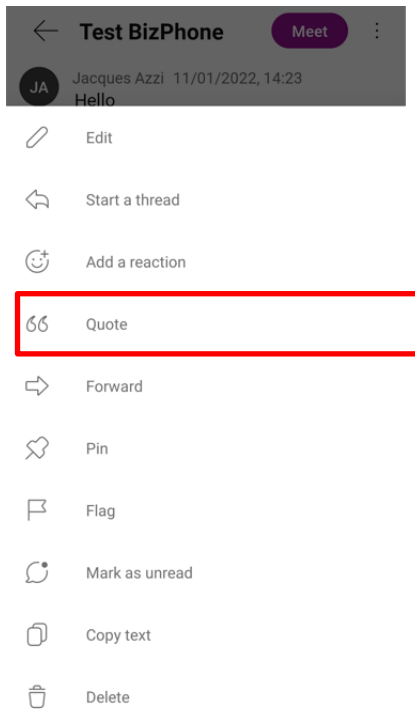 Test BizPhone
Meet
JA
Jacques Azzi 11/01/2022, 14:23
Hello
Edit
Start a thread
Add a reaction
Quote
Forward
Pin
Flag
Mark as unread
Copy text
Delete